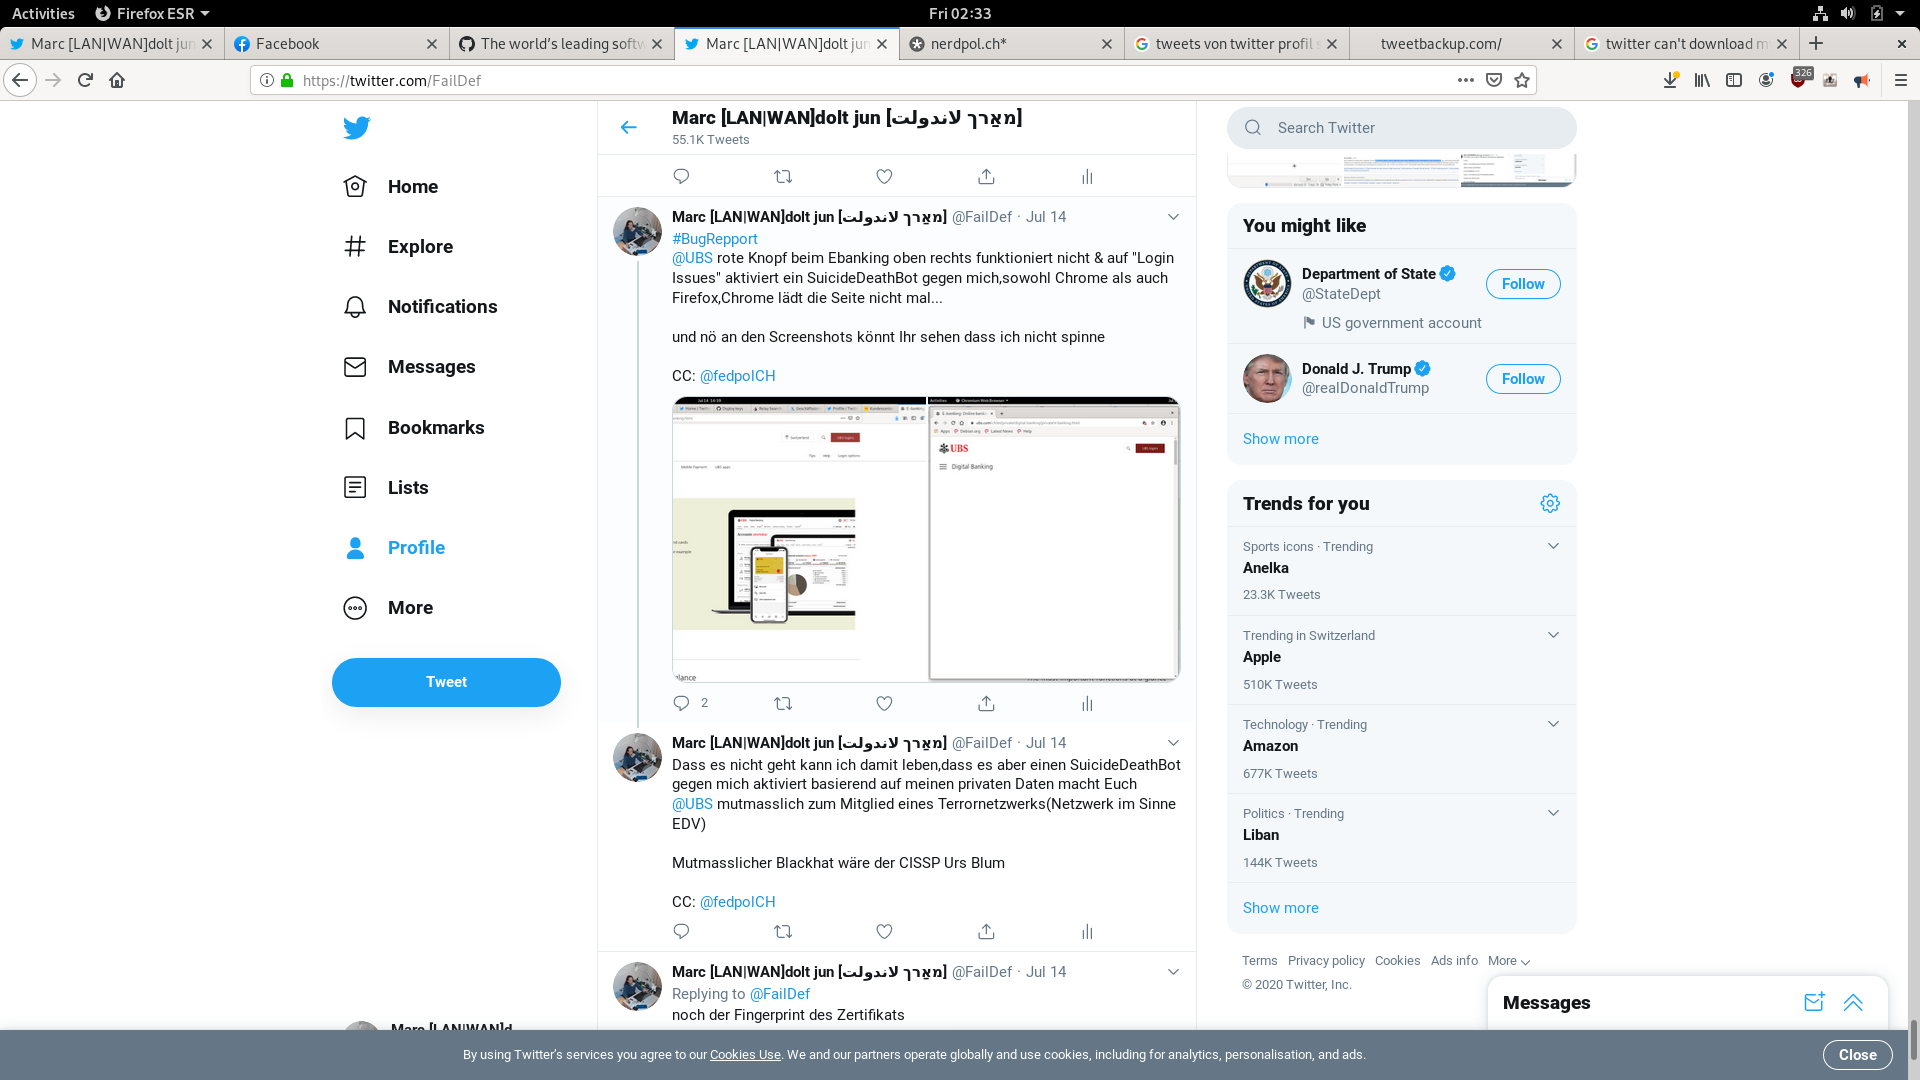 Activities
Firefox ESR
Fri 02:33
Marc [LAN|WAN]dolt jun
Facebook
The world's leading softw
Marc [LAN|WAN]dolt jun
nerdpol.ch*
tweets von twitter profil s
tweetbackup.com/
twitter can't download m
https://twitter.com/FailDef
326
Marc [LAN|WAN]dolt jun [מאַרך לאנدולت]
55.1K Tweets
Home
Explore
Notifications
Messages
Bookmarks
Lists
Profile
More
Tweet
Marc [LAN|WAN]d
Marc [LAN|WAN]dolt jun @FailDef · Jul 14
#BugRepport
@UBS rote Knopf beim Ebanking oben rechts funktioniert nicht & auf "Login
Issues" aktiviert ein SuicideDeathBot gegen mich,sowohl Chrome als auch
Firefox,Chrome lädt die Seite nicht mal...
und nö an den Screenshots könnt Ihr sehen dass ich nicht spinne
CC: @fedpolCH
UBS
Digital Banking
2
Marc [LAN|WAN]dolt jun @FailDef · Jul 14
Dass es nicht geht kann ich damit leben,dass es aber einen SuicideDeathBot
gegen mich aktiviert basierend auf meinen privaten Daten macht Euch
@UBS mutmasslich zum Mitglied eines Terrornetzwerks(Netzwerk im Sinne
EDV)
Mutmasslicher Blackhat wäre der CISSP Urs Blum
CC: @fedpolCH
Marc [LAN|WAN]dolt jun @FailDef · Jul 14
Replying to @FailDef
noch der Fingerprint des Zertifikats
Search Twitter
You might like
Department of State
@StateDept
US government account
Follow
Donald J. Trump
@realDonaldTrump
Follow
Show more
Trends for you
Sports icons · Trending
Anelka
23.3K Tweets
Trending in Switzerland
Apple
510K Tweets
Technology · Trending
Amazon
677K Tweets
Politics · Trending
Liban
144K Tweets
Show more
Terms Privacy policy Cookies Ads info More
© 2020 Twitter, Inc.
Messages
By using Twitter's services you agree to our Cookies Use. We and our partners operate globally and use cookies, including for analytics, personalisation, and ads.
Close